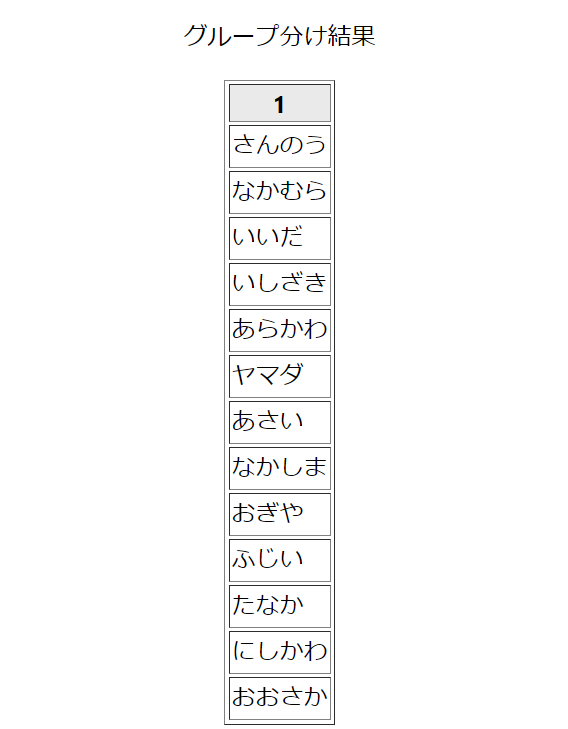 グループ分け結果
1
さんのう
なかむら
いいだ
いしざき
あらかわ
ヤマダ
あさい
なかしま
おぎや
ふじい
たなか
にしかわ
おおさか